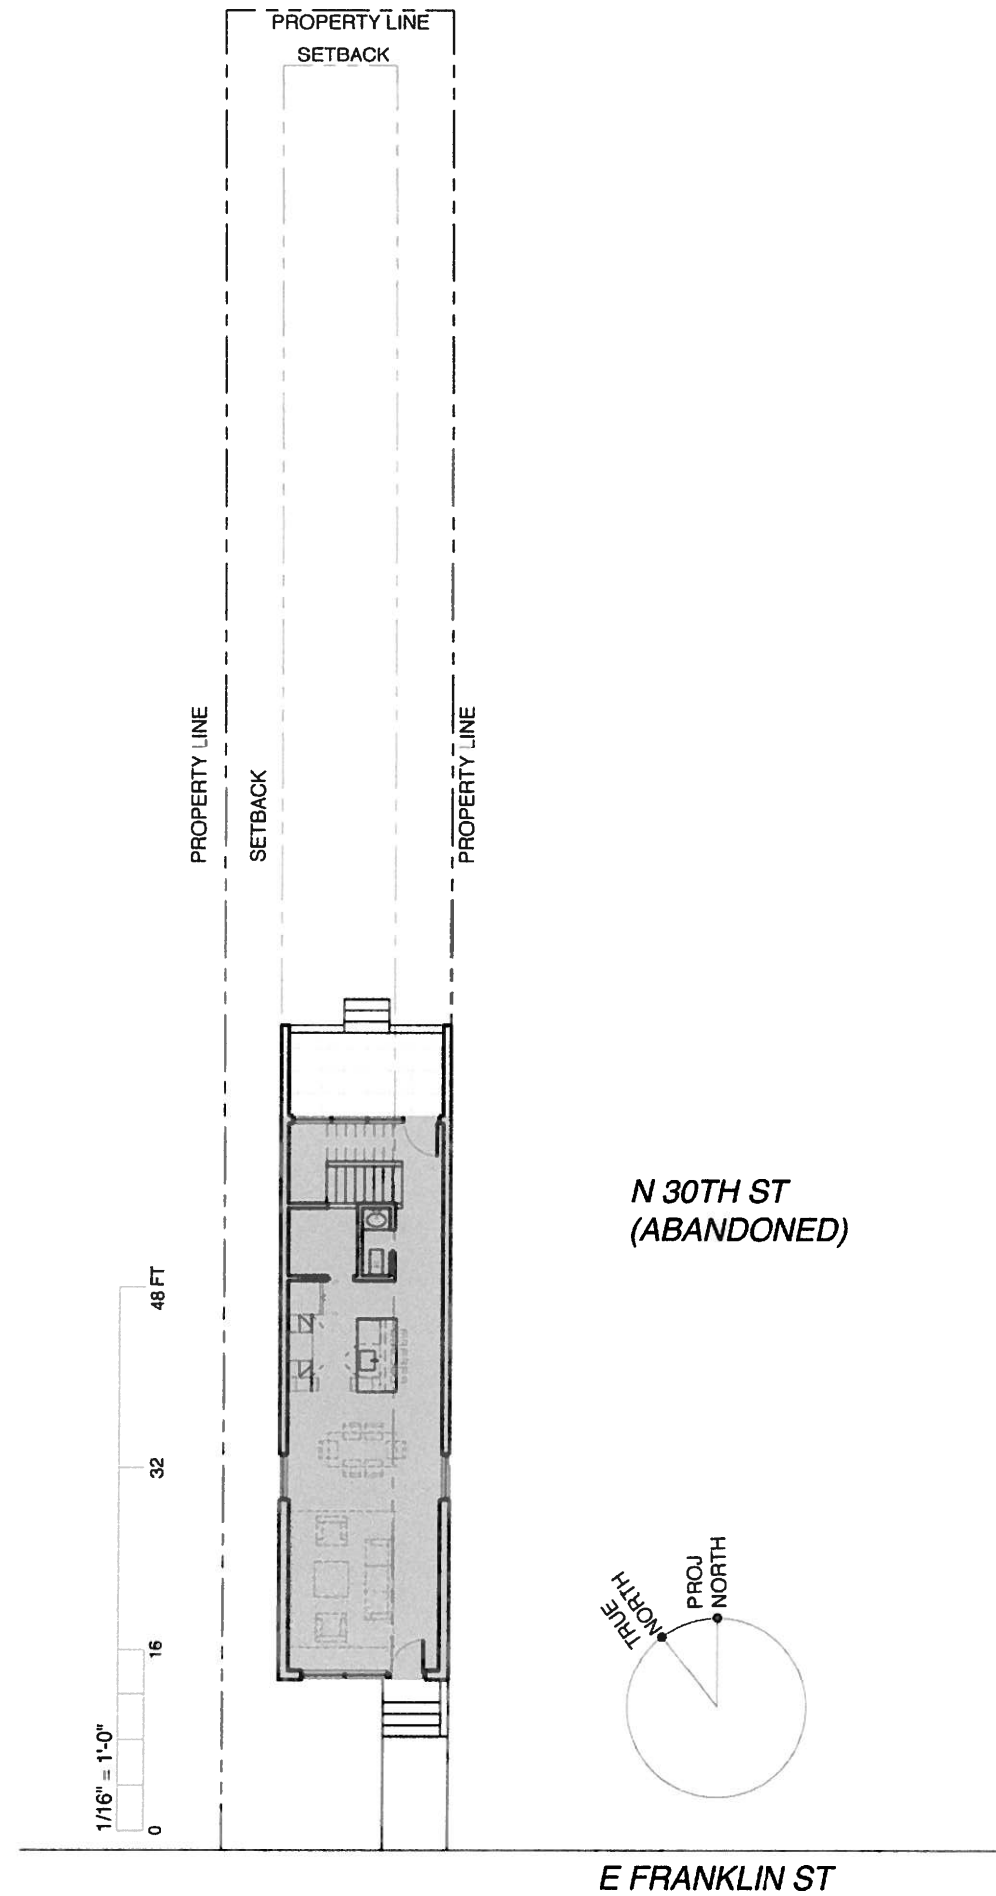 PROPERTY LINE
SETBACK
PROPERTY LINE
SETBACK
PROPERTY LINE
N 30TH ST
(ABANDONED)
48 FT
32
16
0
1/16" = 1'-0"
TRUE
NORTH
PROJ
NORTH
E FRANKLIN ST